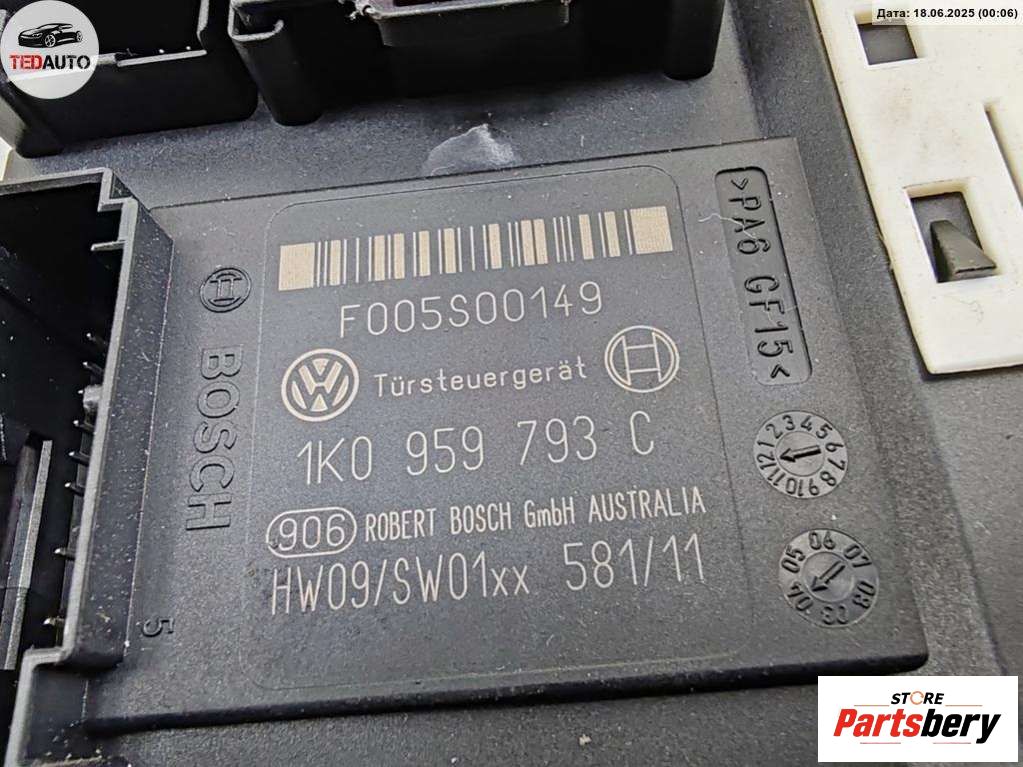 TEDAUTO
Дата: 18.06.2025 (00:06)
>PA6 GF15<
F005S00149
BOSCH
VW
Türsteuergerät
1K0 959 793 C
906 ROBERT BOSCH GmbH AUSTRALIA
HW09/SW01xx 581/11
1 2 3 4 5 6 7 8 9 10 11 12
04 05 06 07 08 03
5
STORE
Partsbery